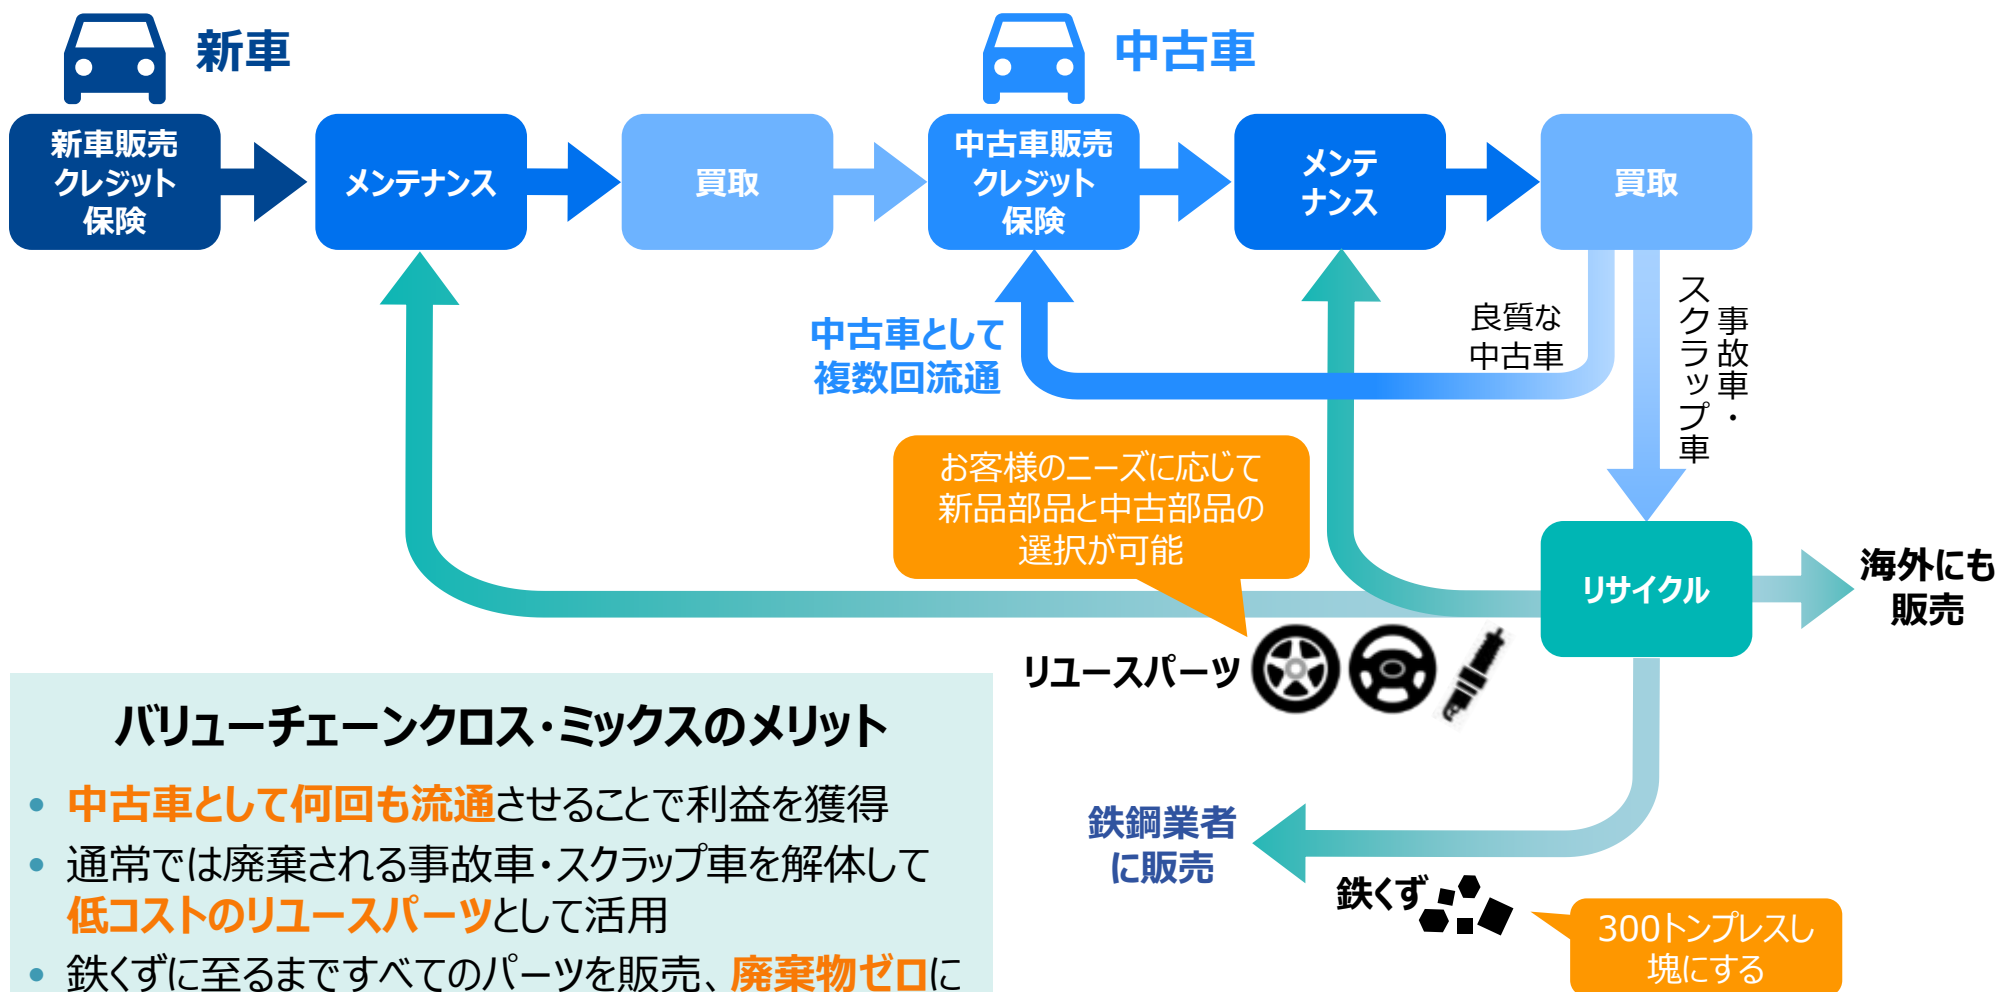 新車
中古車
新車販売
クレジット
保険
メンテナンス
買取
中古車販売
クレジット
保険
メンテ
ナンス
買取
中古車として
複数回流通
良質な
中古車
事故車・
スクラップ車
お客様のニーズに応じて
新品部品と中古部品の
選択が可能
リサイクル
海外にも
販売
リユースパーツ
鉄鋼業者
に販売
鉄くず
300トンプレスし
塊にする
バリューチェーンクロス・ミックスのメリット
• 中古車として何回も流通させることで利益を獲得
• 通常では廃棄される事故車・スクラップ車を解体して
低コストのリユースパーツとして活用
• 鉄くずに至るまですべてのパーツを販売、廃棄物ゼロに